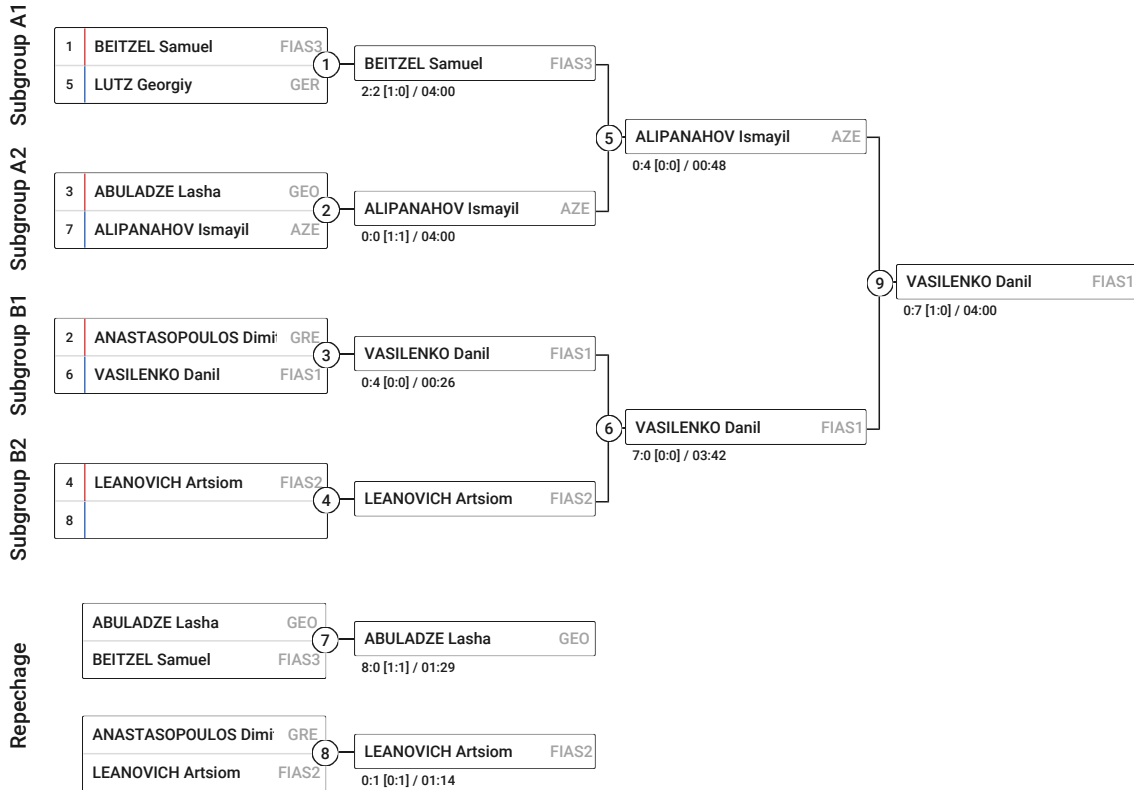 Subgroup A1
1 BEITZEL Samuel FIAS3
5 LUTZ Georgiy GER
1
BEITZEL Samuel FIAS3
2:2 [1:0] / 04:00
Subgroup A2
3 ABULADZE Lasha GEO
7 ALIPANAHOV Ismayil AZE
2
ALIPANAHOV Ismayil AZE
0:0 [1:1] / 04:00
5
ALIPANAHOV Ismayil AZE
0:4 [0:0] / 00:48
Subgroup B1
2 ANASTASOPOULOS Dimit GRE
6 VASILENKO Danil FIAS1
3
VASILENKO Danil FIAS1
0:4 [0:0] / 00:26
Subgroup B2
4 LEANOVICH Artsiom FIAS2
8
4
LEANOVICH Artsiom FIAS2
6
VASILENKO Danil FIAS1
7:0 [0:0] / 03:42
9
VASILENKO Danil FIAS1
0:7 [1:0] / 04:00
Repechage
ABULADZE Lasha GEO
BEITZEL Samuel FIAS3
7
ABULADZE Lasha GEO
8:0 [1:1] / 01:29
ANASTASOPOULOS Dimi GRE
LEANOVICH Artsiom FIAS2
8
LEANOVICH Artsiom FIAS2
0:1 [0:1] / 01:14